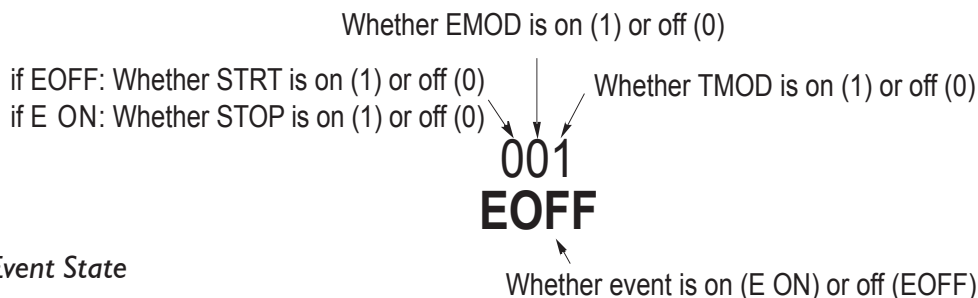 Whether EMOD is on (1) or off (0)
if EOFF: Whether STRT is on (1) or off (0)
Whether TMOD is on (1) or off (0)
if E ON: Whether STOP is on (1) or off (0)
001
EOFF
Event State
Whether event is on (E ON) or off (EOFF)